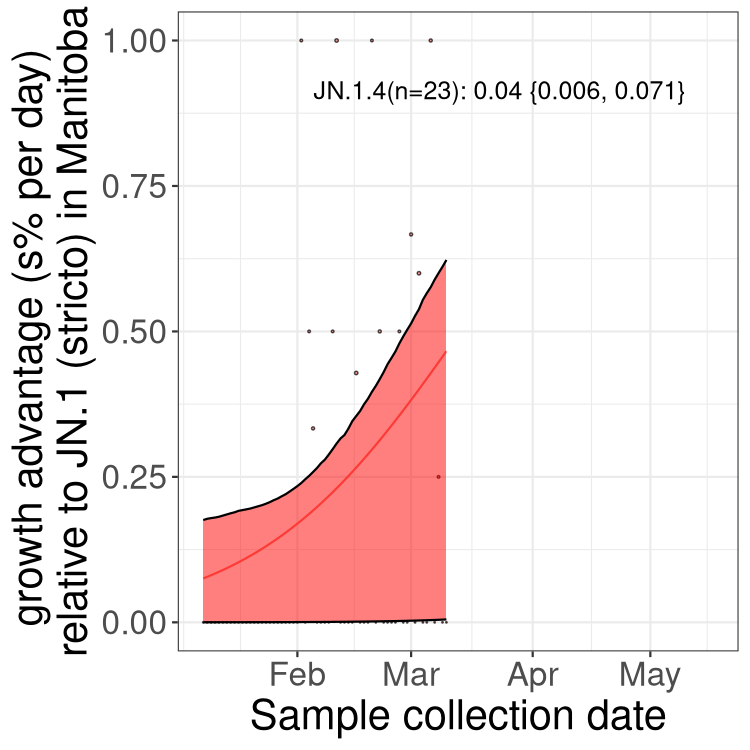 growth advantage (s% per day)
relative to JN.1 (stricto) in Manitoba
1.00
0.75
0.50
0.25
0.00
JN.1.4(n=23): 0.04 {0.006, 0.071}
Feb
Mar
Apr
May
Sample collection date